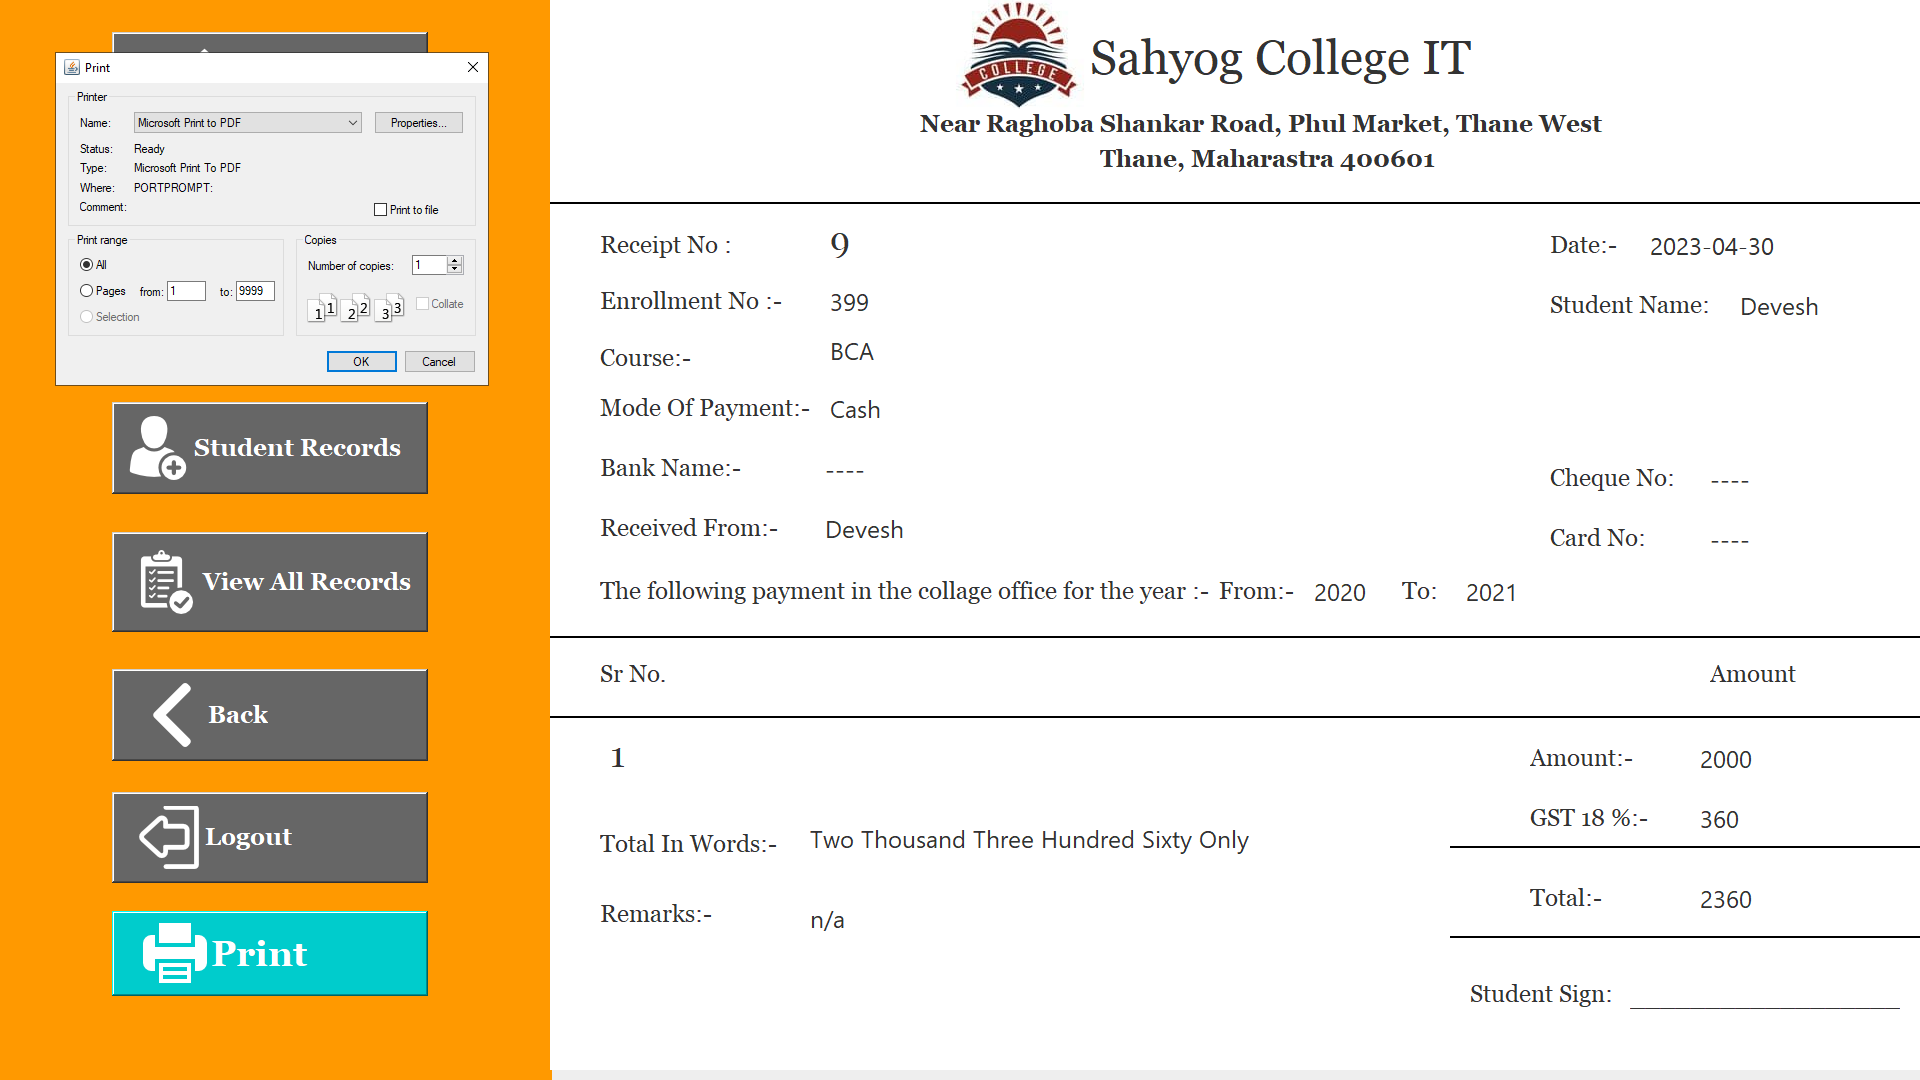 Print
Printer
Name: Microsoft Print to PDF Properties...
Status: Ready
Type: Microsoft Print To PDF
Where: PORTPROMPT:
Comment:
Print to file
Print range
All
Pages from: 1 to: 9999
Selection
Copies
Number of copies: 1
1 1 2 2 3 3
Collate
OK Cancel
Student Records
View All Records
Back
Logout
Print
COLLEGE
Sahyog College IT
Near Raghoba Shankar Road, Phul Market, Thane West
Thane, Maharastra 400601
Receipt No : 9 Date:- 2023-04-30
Enrollment No :- 399 Student Name: Devesh
Course:- BCA
Mode Of Payment:- Cash
Bank Name:- ---- Cheque No: ----
Received From:- Devesh Card No: ----
The following payment in the collage office for the year :- From:- 2020 To: 2021
Sr No. Amount
1 Amount:- 2000
GST 18 %:- 360
Total In Words:- Two Thousand Three Hundred Sixty Only
Total:- 2360
Remarks:- n/a
Student Sign: